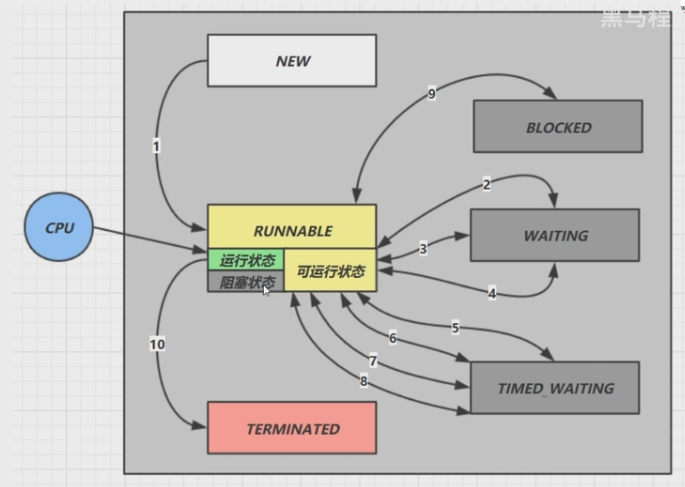 黑马程
NEW
9
BLOCKED
1
2
CPU
RUNNABLE
WAITING
3
运行状态
可运行状态
阻塞状态
4
5
10
6
7
8
TIMED_WAITING
TERMINATED